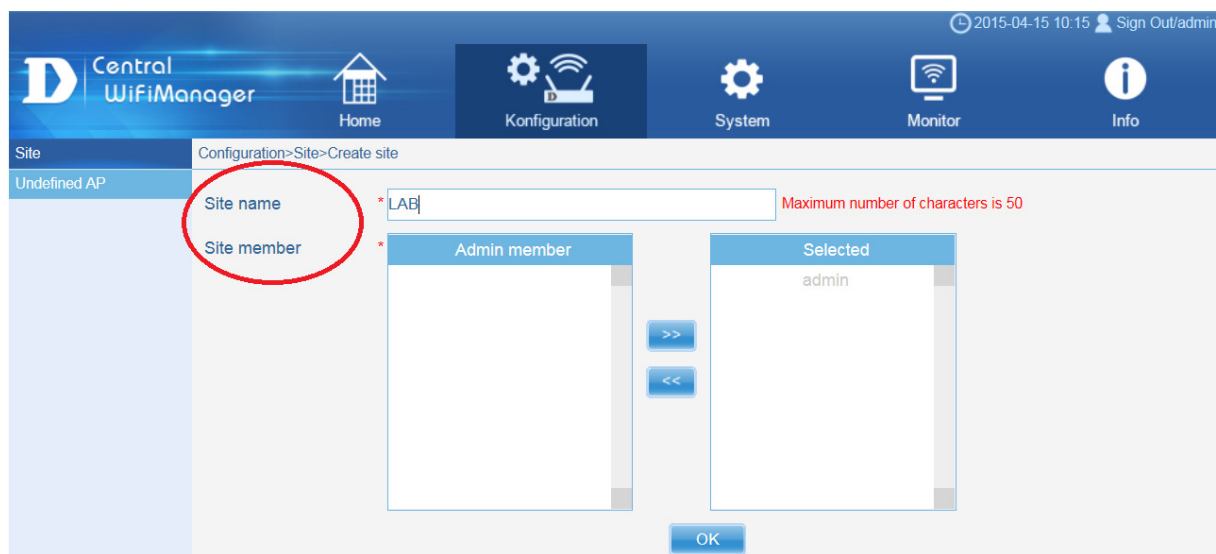 2015-04-15 10:15 Sign Out/admin
D Central WiFiManager
Home Konfiguration System Monitor Info
Site Configuration>Site>Create site
Undefined AP
Site name * LAB Maximum number of characters is 50
Site member * Admin member Selected
admin
>>
<<
OK